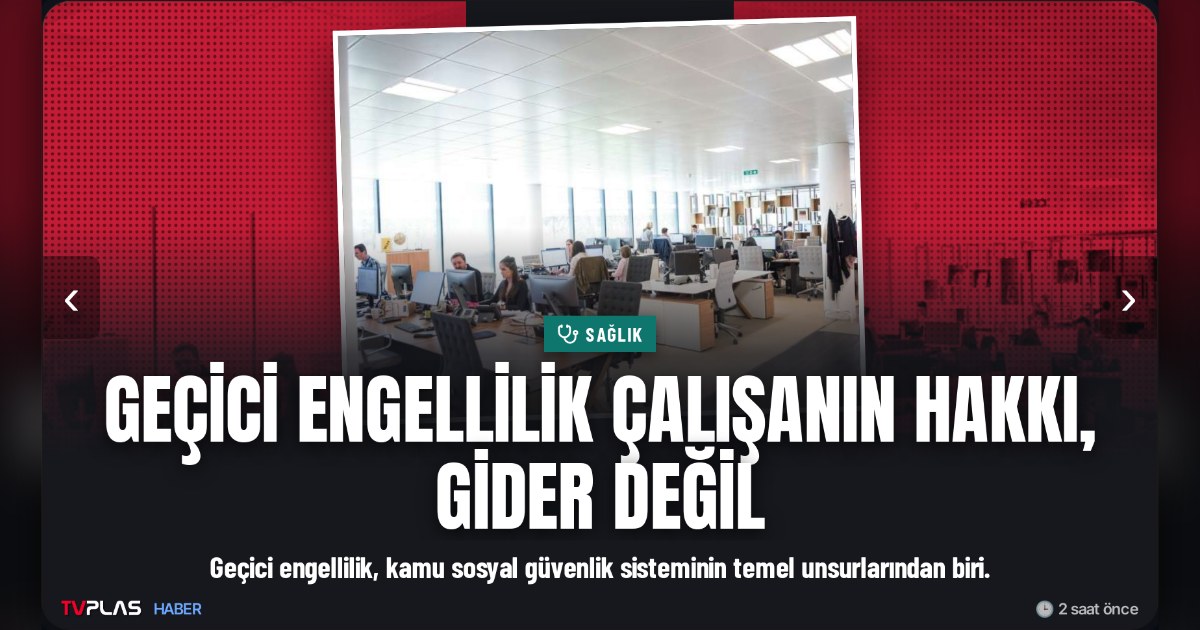 SAĞLIK
GEÇİCİ ENGELLİLİK ÇALIŞANIN HAKKI,
GİDER DEĞİL
Geçici engellilik, kamu sosyal güvenlik sisteminin temel unsurlarından biri.
TVPLAS HABER
2 saat önce